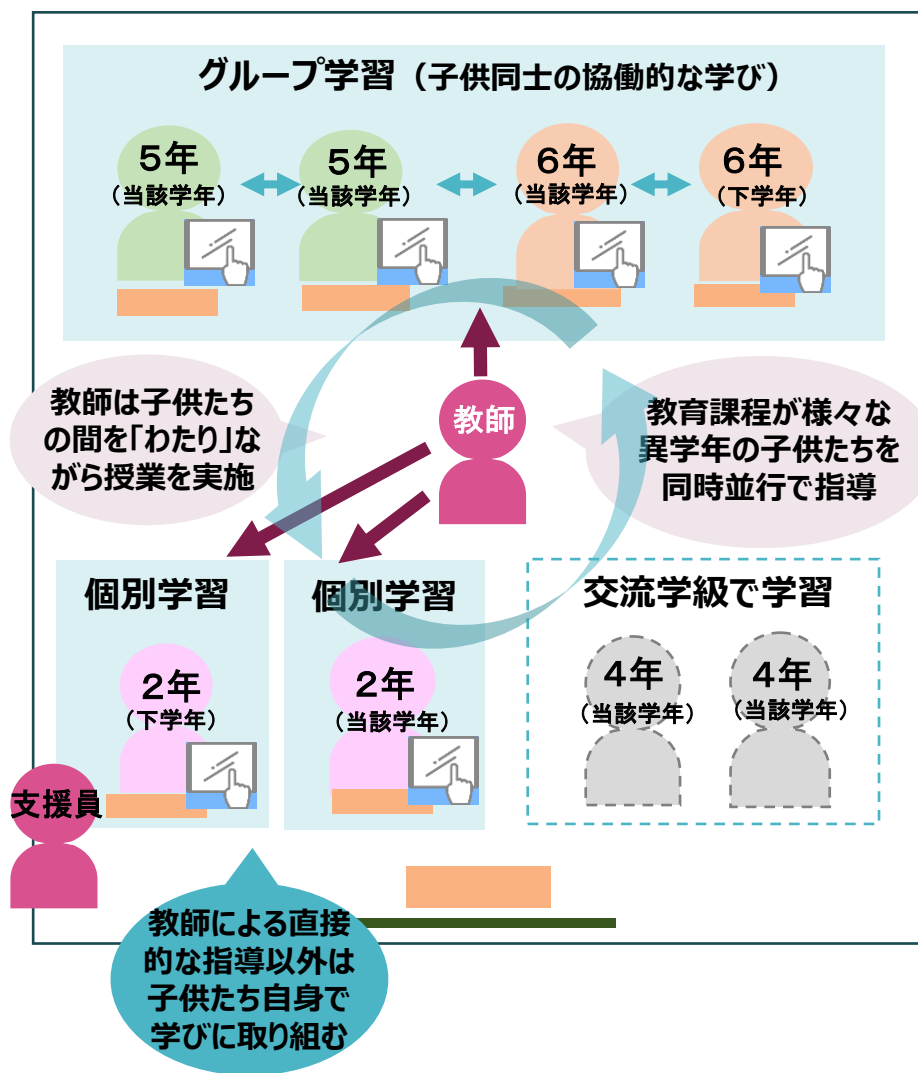 グループ学習（子供同士の協働的な学び）
５年
（当該学年）
５年
（当該学年）
６年
（当該学年）
６年
（下学年）
教師は子供たち
の間を「わたり」な
がら授業を実施
教師
教育課程が様々な
異学年の子供たちを
同時並行で指導
個別学習
２年
（下学年）
個別学習
２年
（当該学年）
交流学級で学習
４年
（当該学年）
４年
（当該学年）
支援員
教師による直接
的な指導以外は
子供たち自身で
学びに取り組む